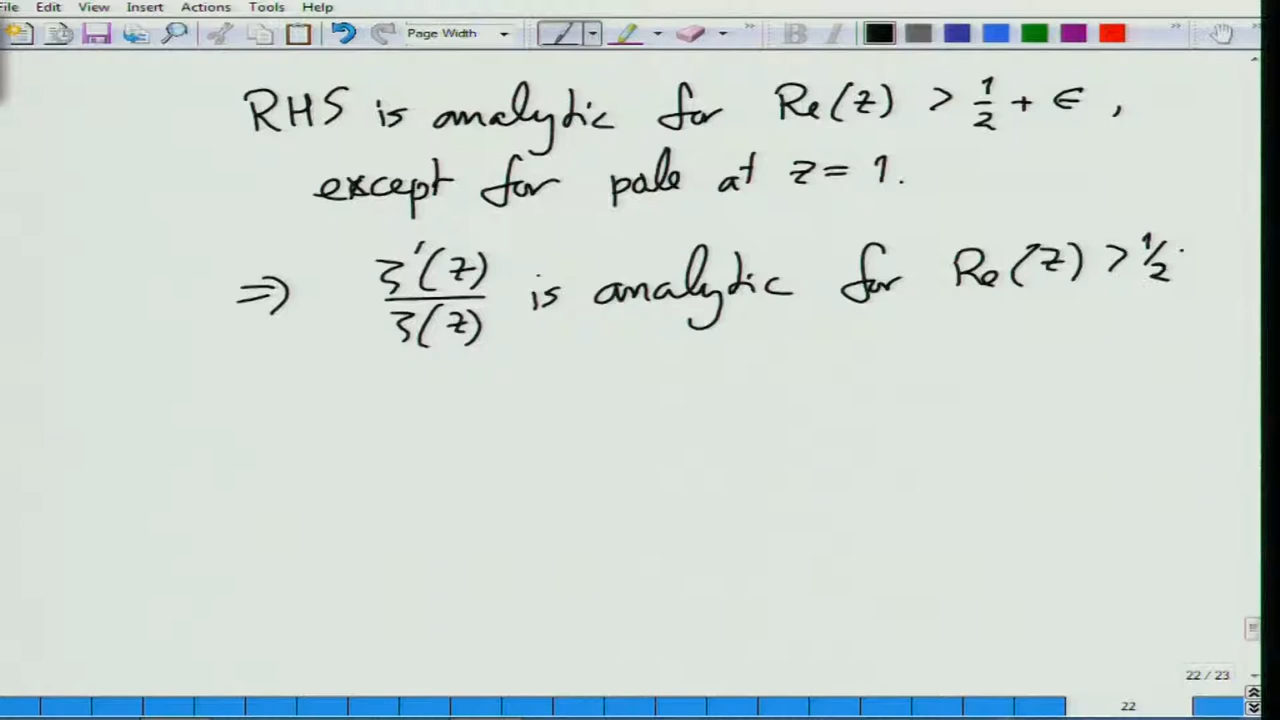 File Edit View Insert Actions Tools Help
Page Width
RHS is analytic for Re(z) > 1/2 + ε ,
except for pole at z = 1.
⇒ ζ'(z)/ζ(z) is analytic for Re(z) > 1/2.
22 / 23
22